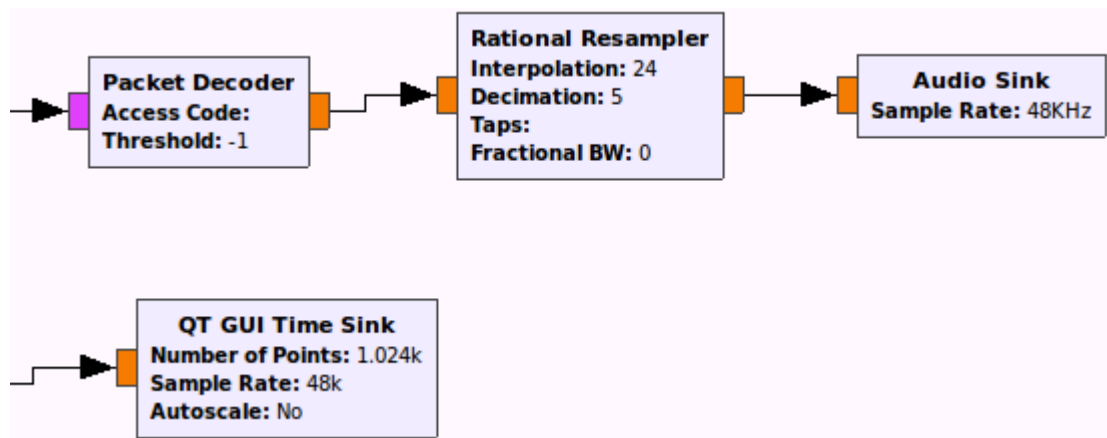 Packet Decoder
Access Code:
Threshold: -1
Rational Resampler
Interpolation: 24
Decimation: 5
Taps:
Fractional BW: 0
Audio Sink
Sample Rate: 48KHz
QT GUI Time Sink
Number of Points: 1.024k
Sample Rate: 48k
Autoscale: No